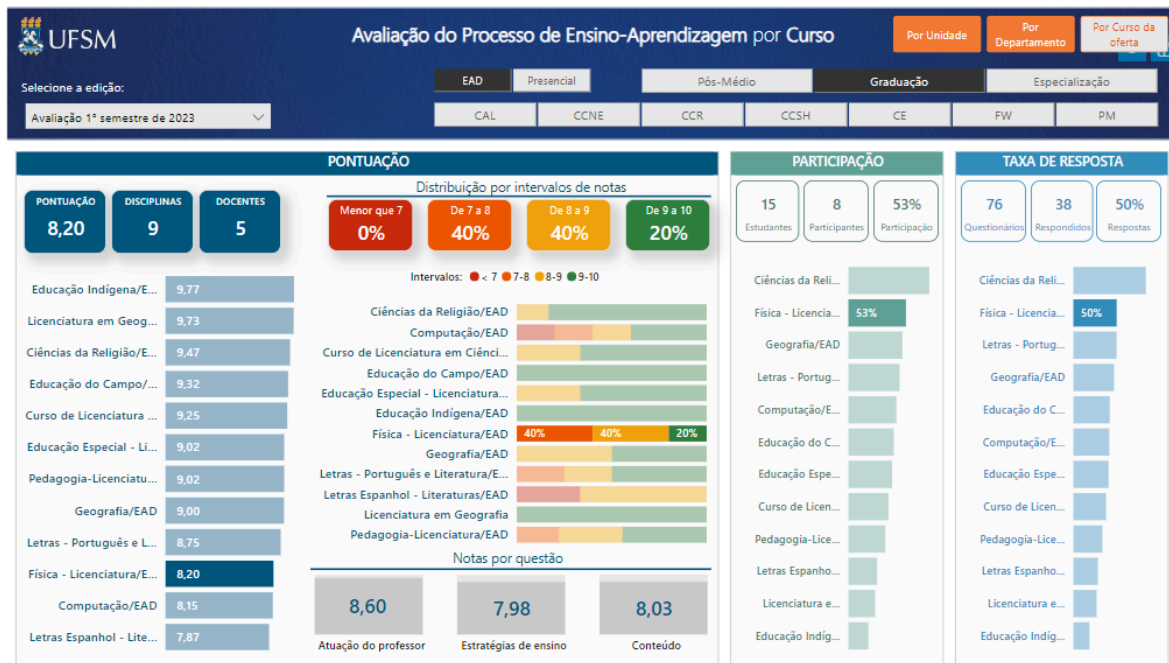 UFSM
Avaliação do Processo de Ensino-Aprendizagem por Curso
Por Unidade
Por Departamento
Por Curso da oferta
Selecione a edição:
Avaliação 1º semestre de 2023
EAD
Presencial
Pós-Médio
Graduação
Especialização
CAL
CCNE
CCR
CCSH
CE
FW
PM
PONTUAÇÃO
PONTUAÇÃO
8,20
DISCIPLINAS
9
DOCENTES
5
Educação Indígena/E... 9,77
Licenciatura em Geog... 9,73
Ciências da Religião/E... 9,47
Educação do Campo/... 9,32
Curso de Licenciatura ... 9,25
Educação Especial - Li... 9,02
Pedagogia-Licenciatu... 9,02
Geografia/EAD 9,00
Letras - Português e L... 8,75
Física - Licenciatura/E... 8,20
Computação/EAD 8,15
Letras Espanhol - Lite... 7,87
Distribuição por intervalos de notas
Menor que 7
0%
De 7 a 8
40%
De 8 a 9
40%
De 9 a 10
20%
Intervalos: < 7 7-8 8-9 9-10
Ciências da Religião/EAD
Computação/EAD
Curso de Licenciatura em Ciênci...
Educação do Campo/EAD
Educação Especial - Licenciatura...
Educação Indígena/EAD
Física - Licenciatura/EAD 40% 40% 20%
Geografia/EAD
Letras - Português e Literatura/E...
Letras Espanhol - Literaturas/EAD
Licenciatura em Geografia
Pedagogia-Licenciatura/EAD
Notas por questão
8,60
Atuação do professor
7,98
Estratégias de ensino
8,03
Conteúdo
PARTICIPAÇÃO
15
Estudantes
8
Participantes
53%
Participação
Ciências da Reli...
Física - Licencia... 53%
Geografia/EAD
Letras - Portug...
Computação/E...
Educação do C...
Educação Espe...
Curso de Licen...
Pedagogia-Lice...
Letras Espanho...
Licenciatura e...
Educação Indíg...
TAXA DE RESPOSTA
76
Questionários
38
Respondidos
50%
Respostas
Ciências da Reli...
Física - Licencia... 50%
Letras - Portug...
Geografia/EAD
Educação do C...
Computação/E...
Educação Espe...
Curso de Licen...
Pedagogia-Lice...
Letras Espanho...
Licenciatura e...
Educação Indíg...